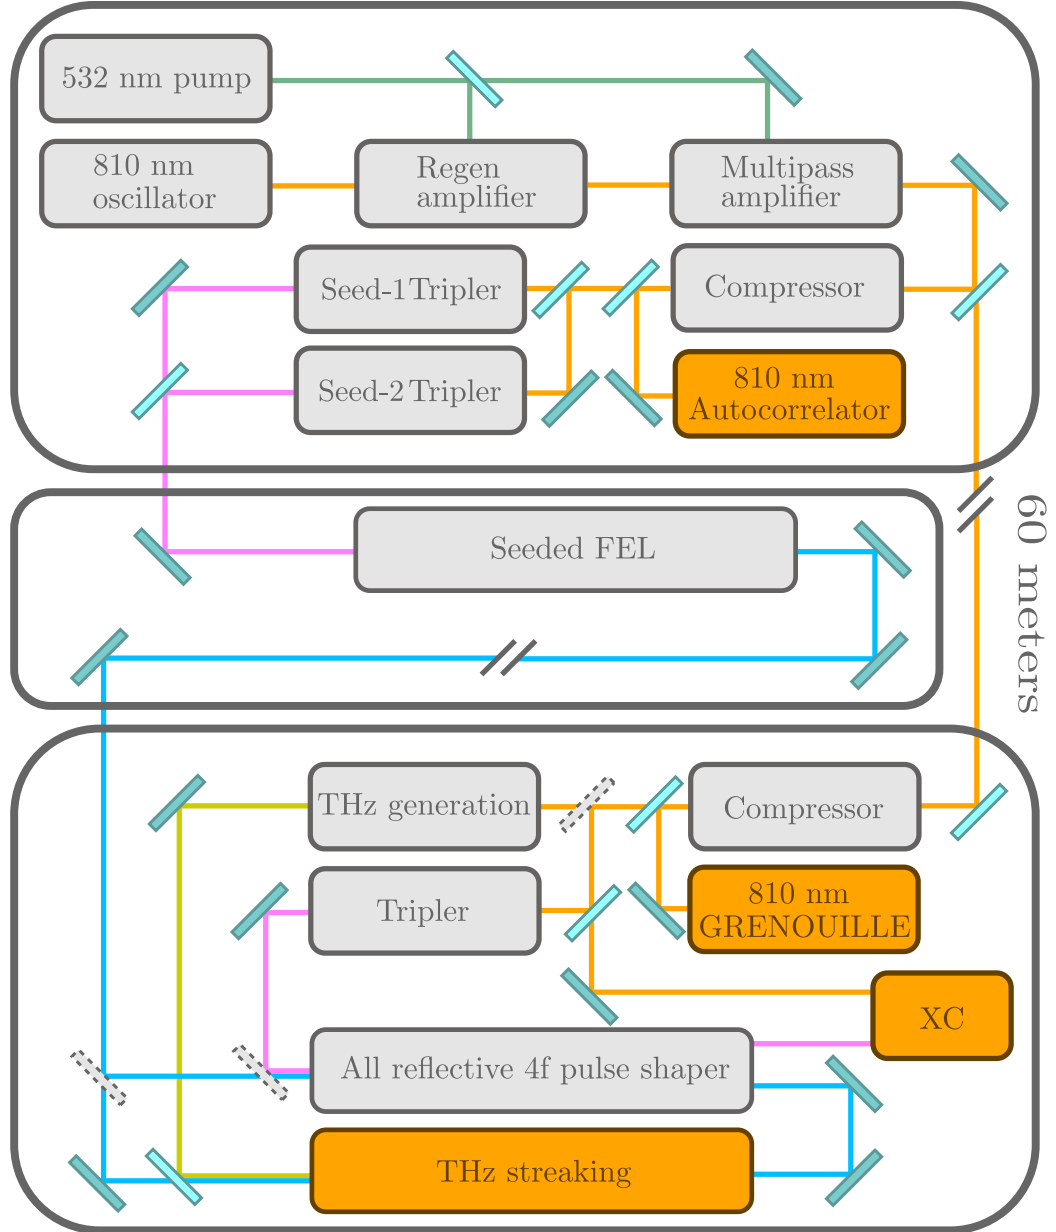 532 nm pump
810 nm
oscillator
Regen
amplifier
Multipass
amplifier
Seed-1 Tripler
Compressor
Seed-2 Tripler
810 nm
Autocorrelator
60 meters
Seeded FEL
THz generation
Compressor
Tripler
810 nm
GRENOUILLE
XC
All reflective 4f pulse shaper
THz streaking